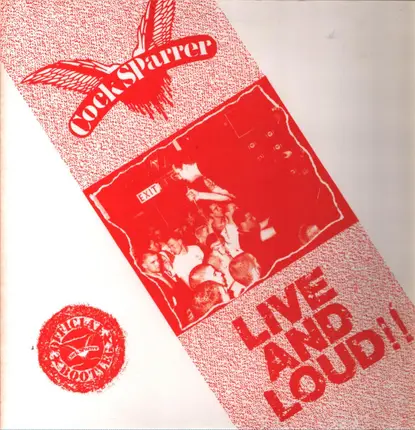 Cock Sparrer
EXIT
LIVE
AND
LOUD!!
OFFICIAL
BOOTLEG